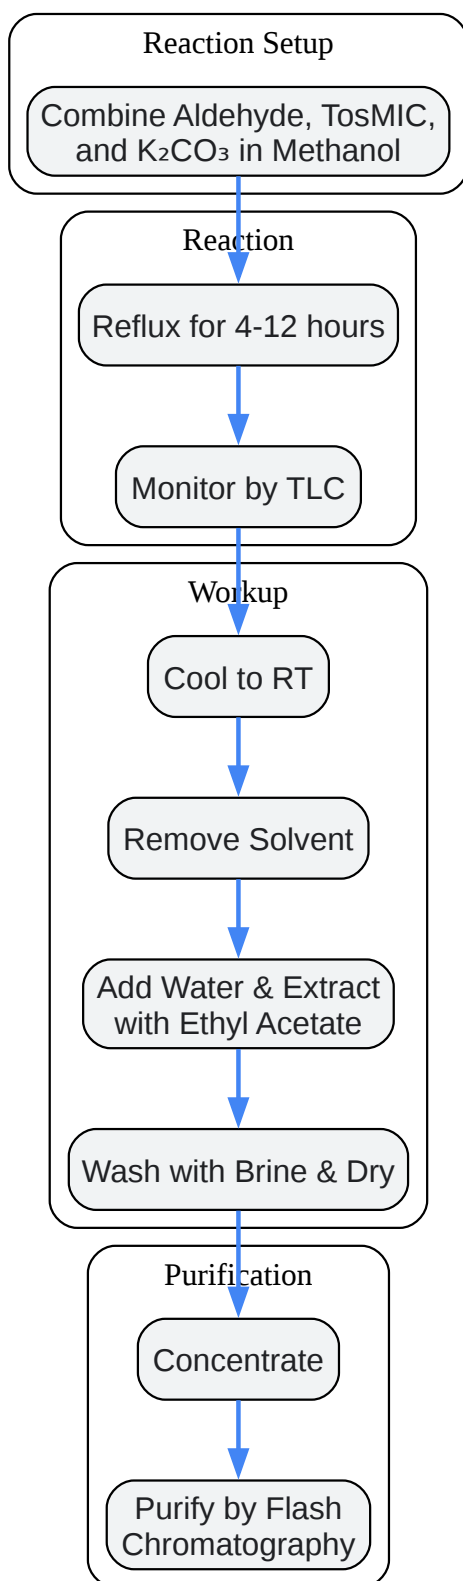 Reaction Setup
Combine Aldehyde, TosMIC,
and K₂CO₃ in Methanol
Reaction
Reflux for 4-12 hours
Monitor by TLC
Workup
Cool to RT
Remove Solvent
Add Water & Extract
with Ethyl Acetate
Wash with Brine & Dry
Purification
Concentrate
Purify by Flash
Chromatography